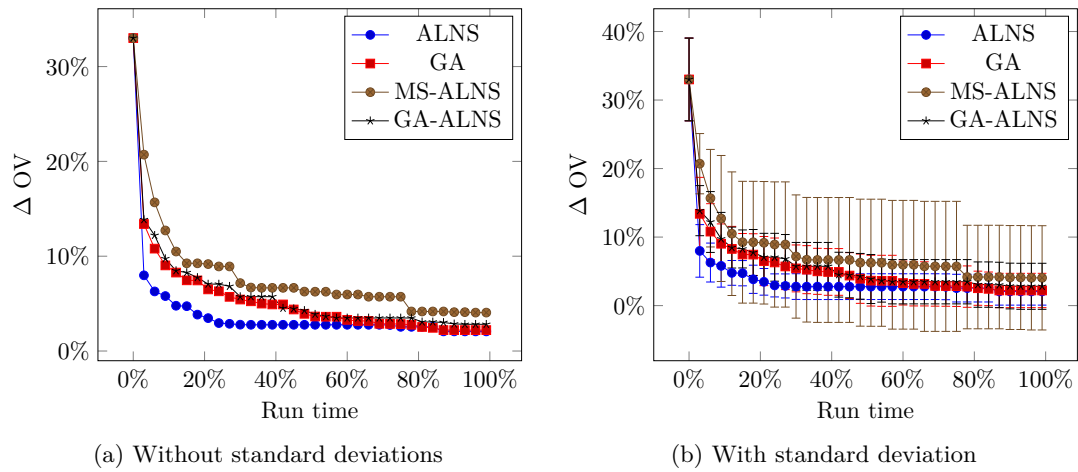 ALNS
GA
MS-ALNS
GA-ALNS
30%
20%
10%
0%
Δ OV
0%
20%
40%
60%
80%
100%
Run time
(a) Without standard deviations
ALNS
GA
MS-ALNS
GA-ALNS
40%
30%
20%
10%
0%
Δ OV
0%
20%
40%
60%
80%
100%
Run time
(b) With standard deviation